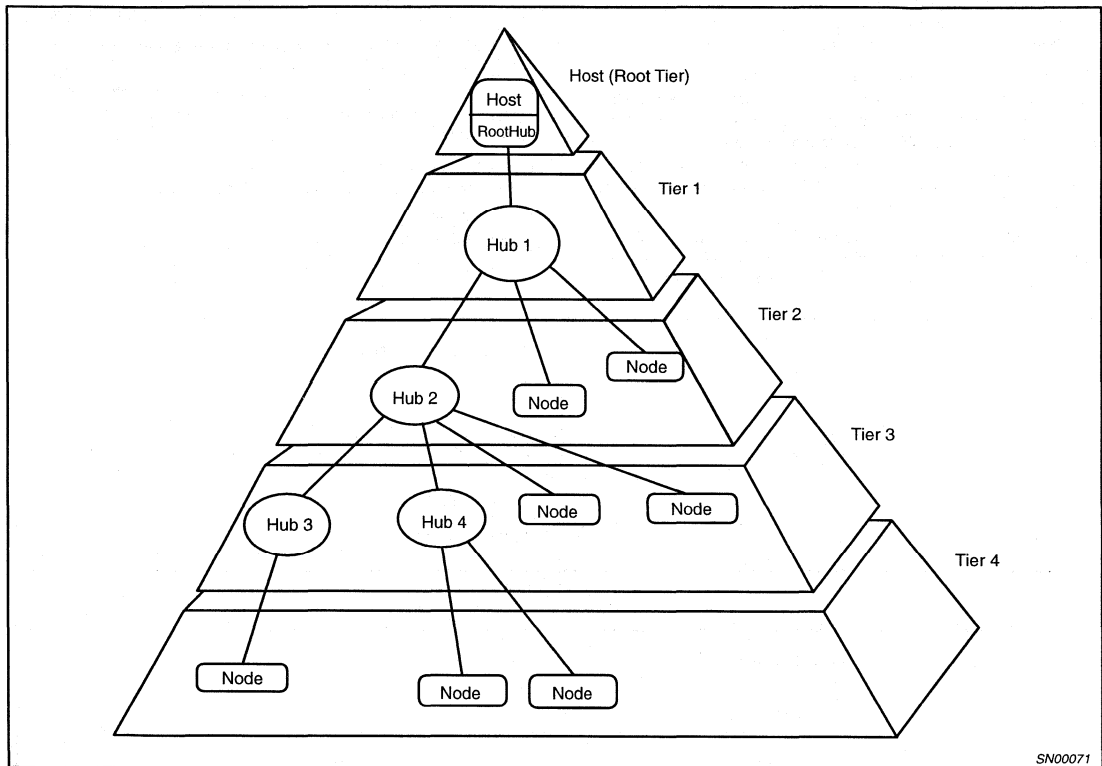 Host (Root Tier)
Host
RootHub
Tier 1
Hub 1
Tier 2
Node
Hub 2
Node
Tier 3
Hub 3
Hub 4
Node
Node
Tier 4
Node
Node
Node
SN00071